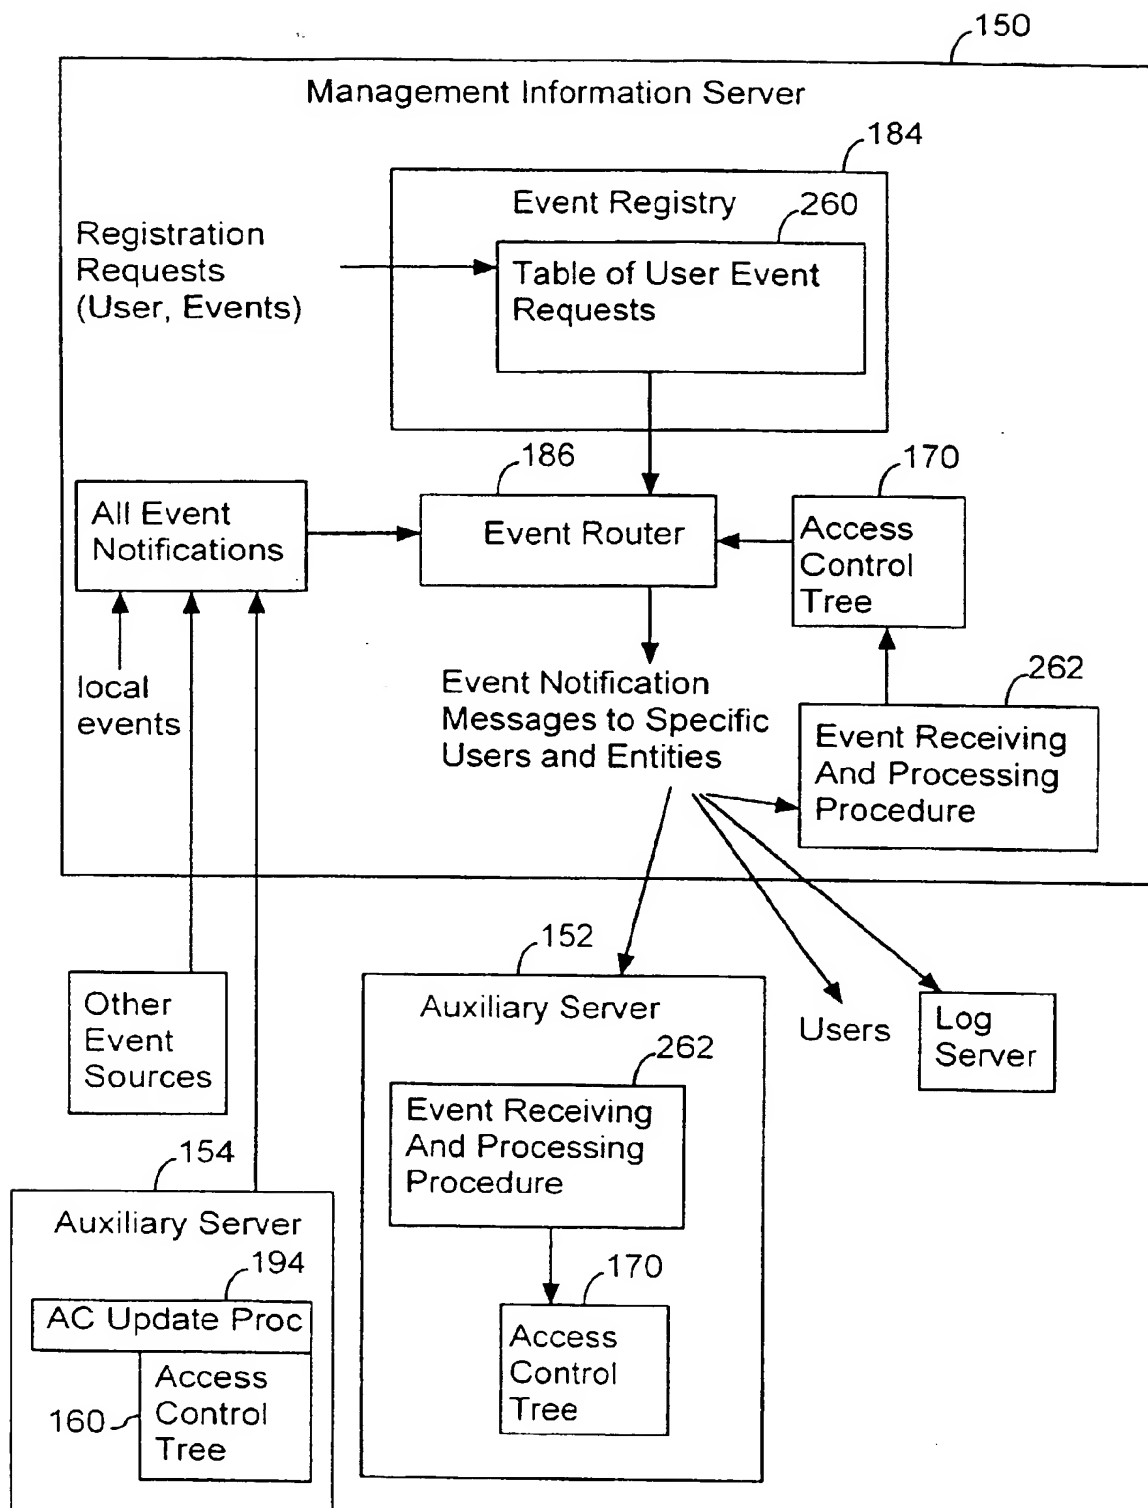 150
Management Information Server
184
Event Registry
260
Registration
Requests
(User, Events)
Table of User Event
Requests
186
170
All Event
Notifications
Event Router
Access
Control
Tree
local
events
Event Notification
Messages to Specific
Users and Entities
262
Event Receiving
And Processing
Procedure
152
Other
Event
Sources
Auxiliary Server
Users
Log
Server
262
Event Receiving
And Processing
Procedure
154
Auxiliary Server
194
AC Update Proc
Access
Control
Tree
160
170
Access
Control
Tree